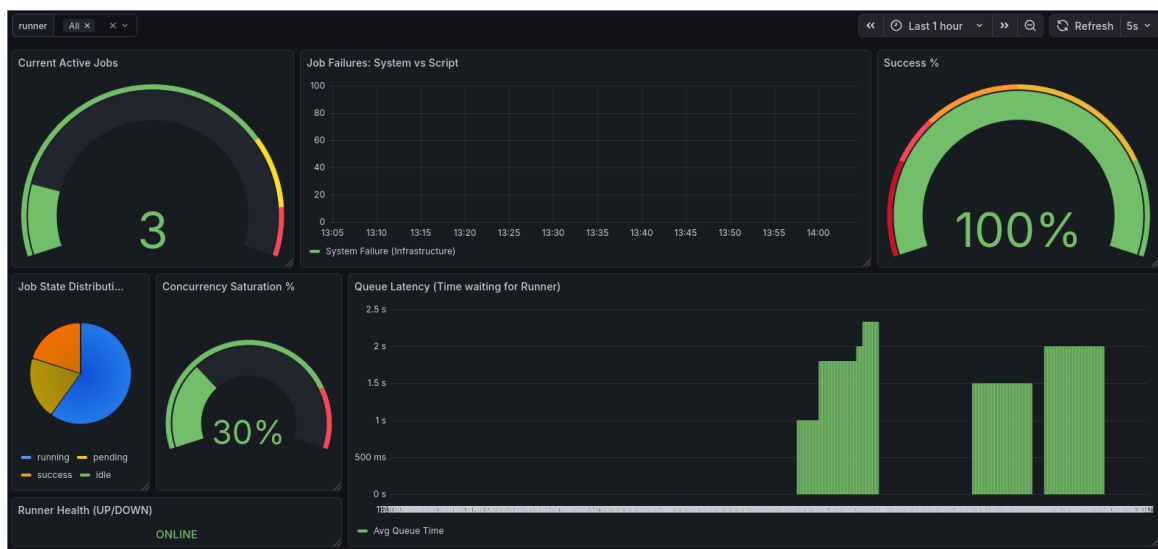 runner All × × Last 1 hour Refresh 5s
Current Active Jobs
3
Job Failures: System vs Script
100
80
60
40
20
0
13:05 13:10 13:15 13:20 13:25 13:30 13:35 13:40 13:45 13:50 13:55 14:00
System Failure (Infrastructure)
Success %
100%
Job State Distributi...
running pending
success idle
Concurrency Saturation %
30%
Runner Health (UP/DOWN)
ONLINE
Queue Latency (Time waiting for Runner)
2.5 s
2 s
1.5 s
1 s
500 ms
0 s
Avg Queue Time